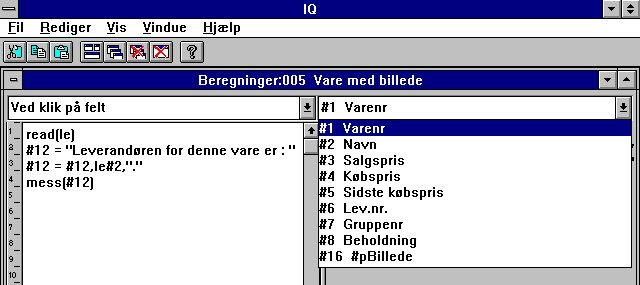 IQ
Fil Rediger Vis Vindue Hjælp
?
Beregninger:005 Vare med billede
Ved klik på felt
#1 Varenr
1 read(le)
2 #12 = "Leverandøren for denne vare er : "
3 #12 = #12,le#2,"."
4 mess(#12)
5
6
7
8
9
10
#1 Varenr
#2 Navn
#3 Salgspris
#4 Købspris
#5 Sidste købspris
#6 Lev.nr.
#7 Gruppenr
#8 Beholdning
#16 #pBillede